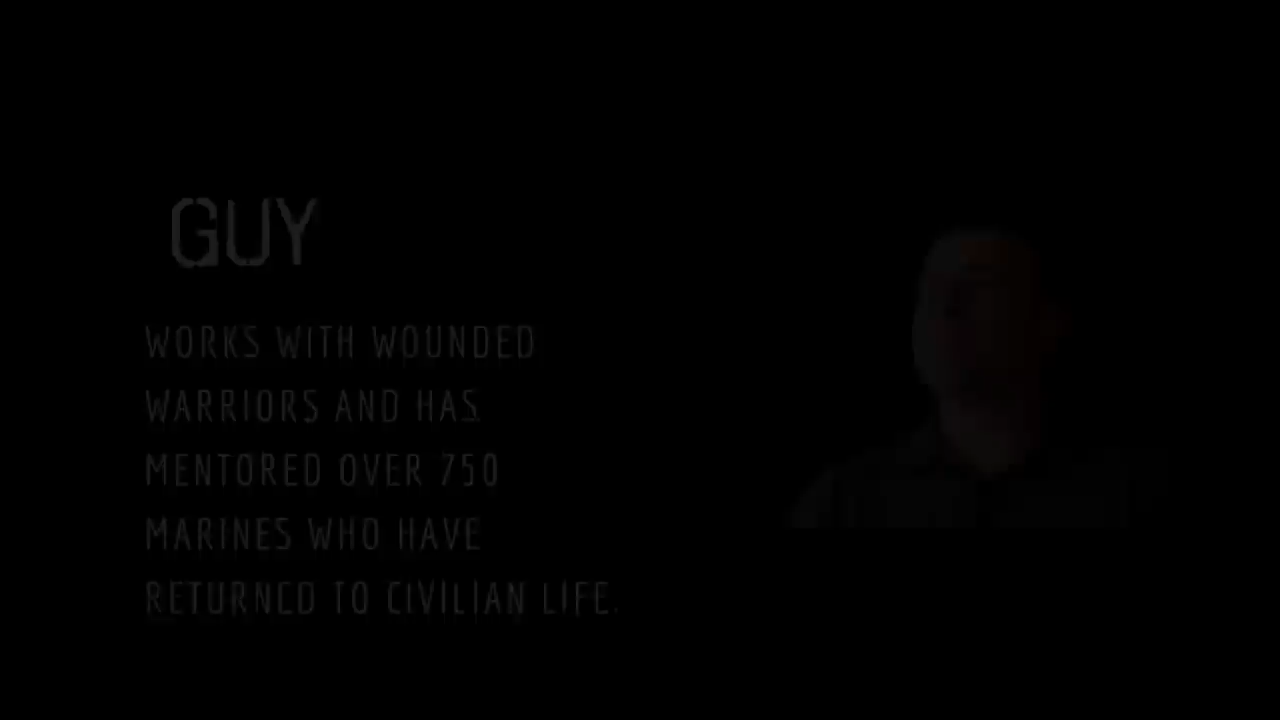 GUY
WORKS WITH WOUNDED
WARRIORS AND HAS
MENTORED OVER 750
MARINES WHO HAVE
RETURNED TO CIVILIAN LIFE.